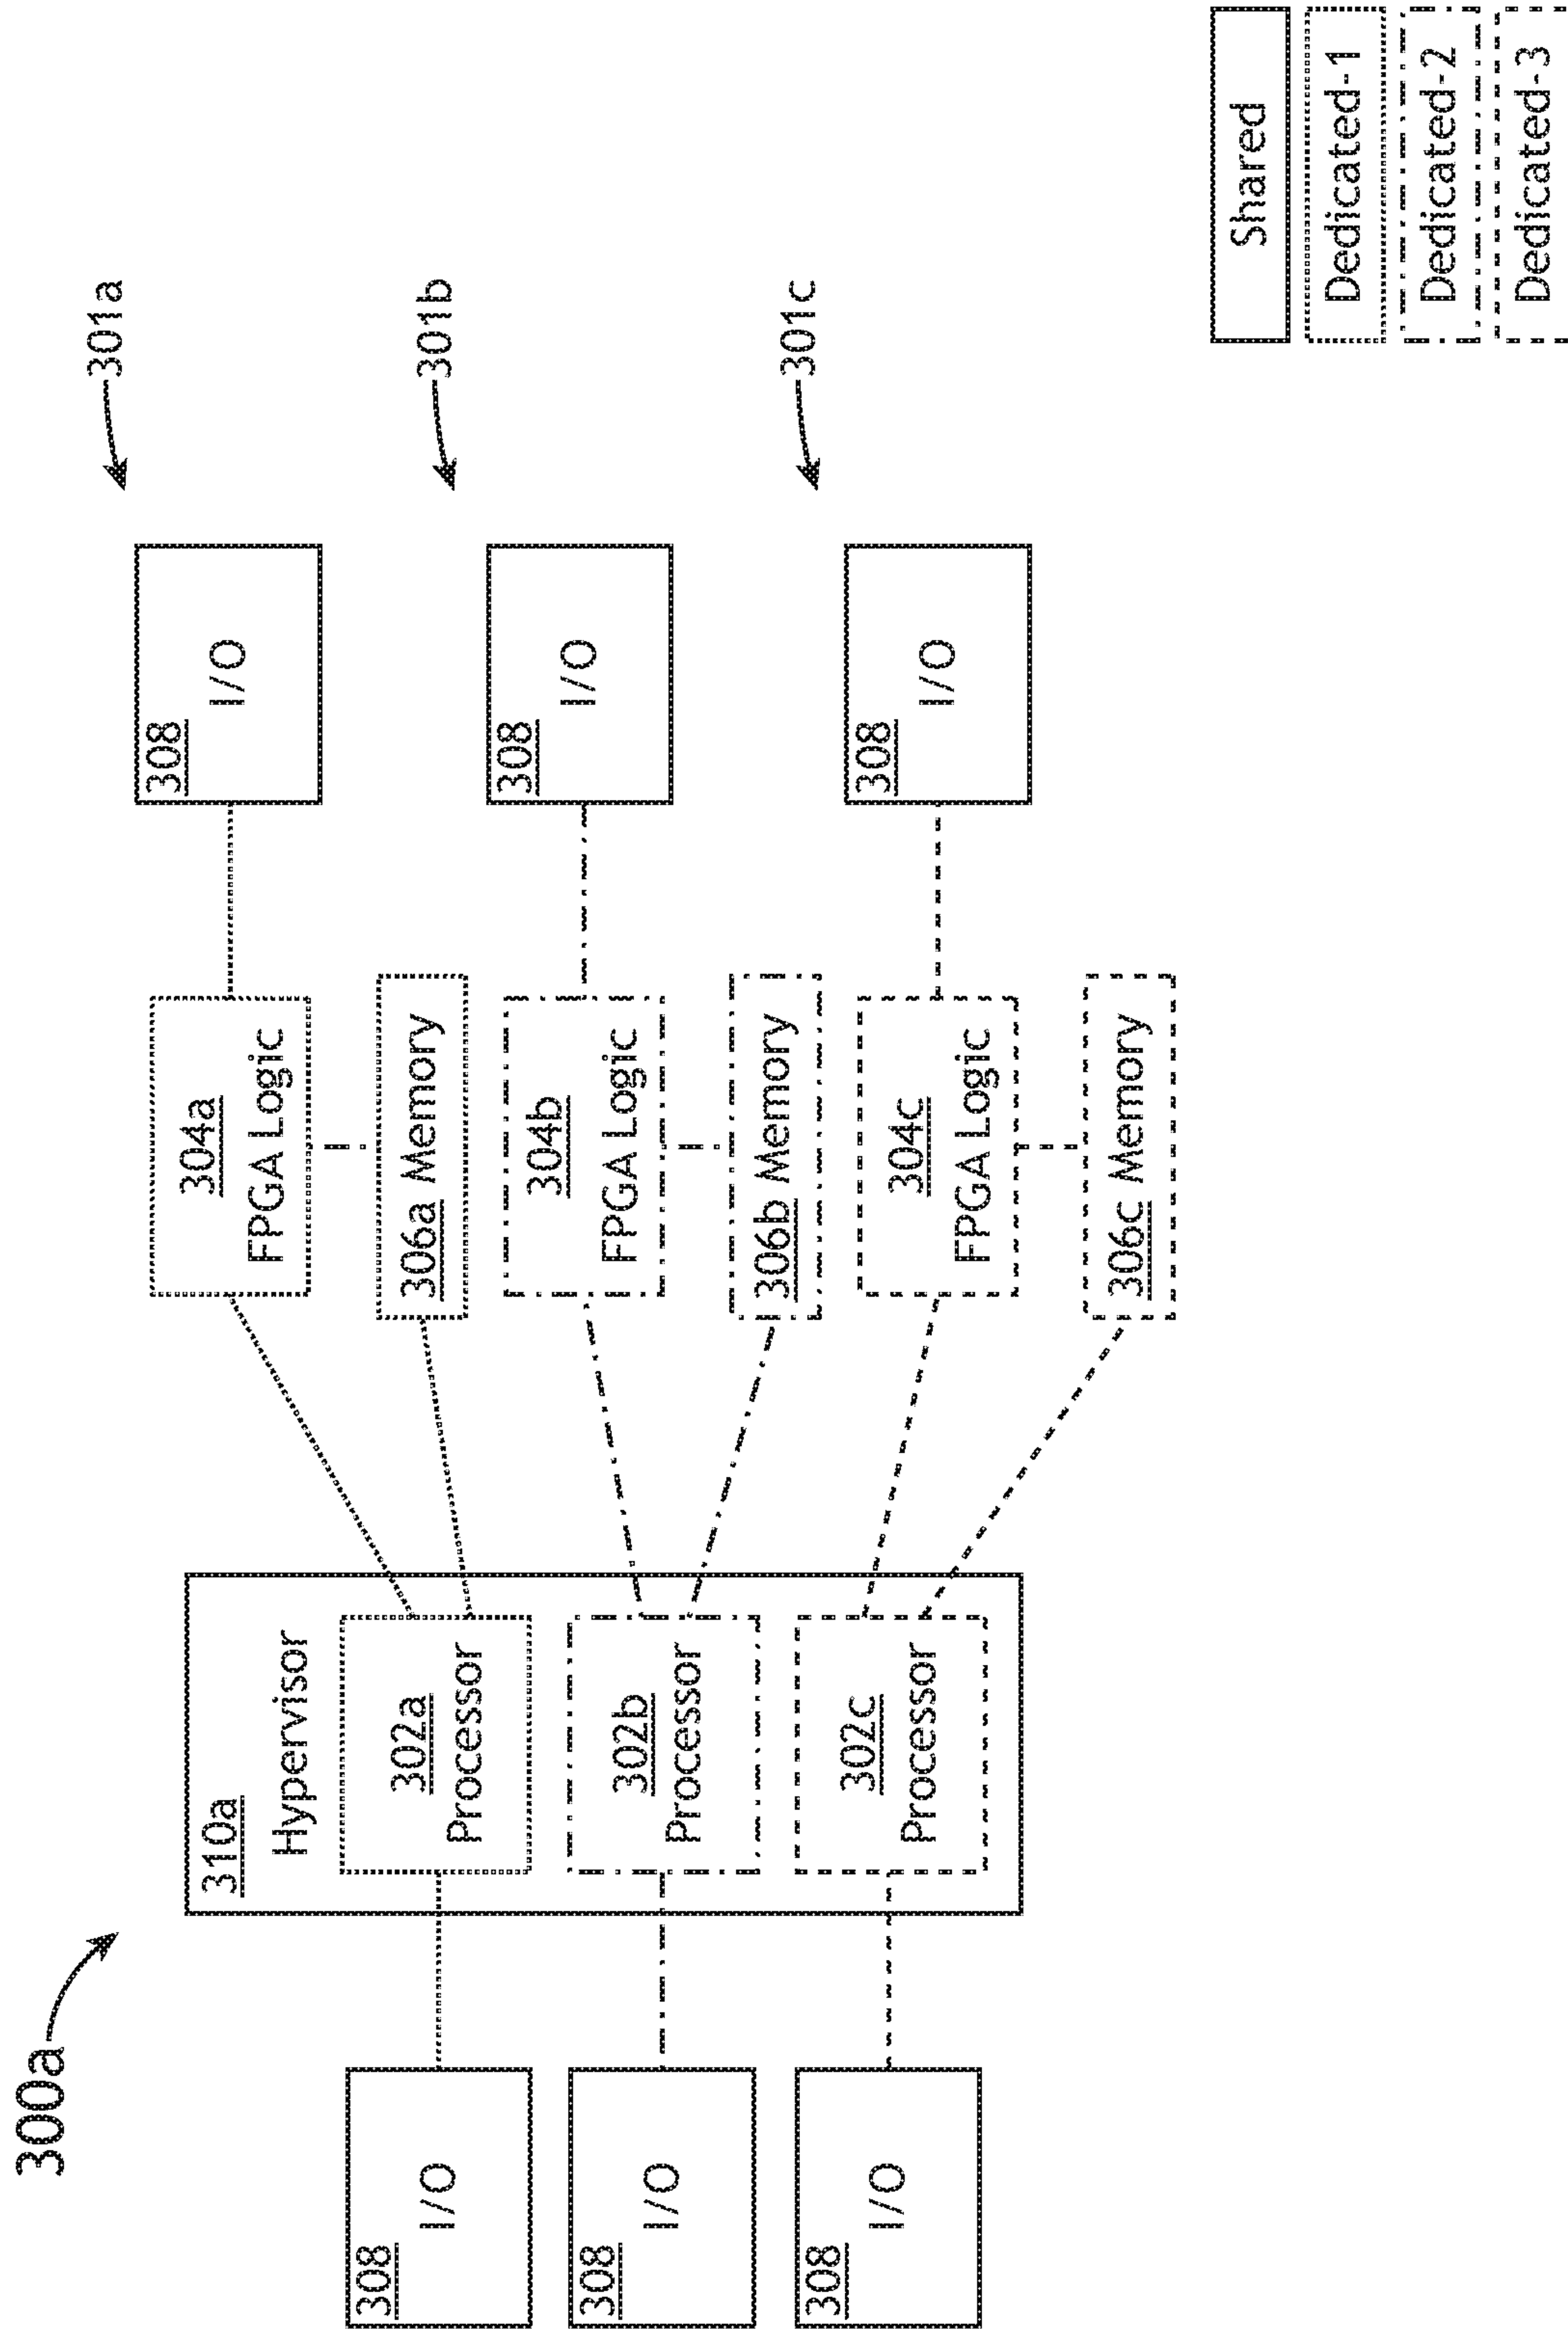 300a
301a
301b
301c
310a
Hypervisor
308
I/O
302a
Processor
304a
FPGA Logic
306a Memory
308
I/O
308
I/O
302b
Processor
304b
FPGA Logic
306b Memory
308
I/O
308
I/O
302c
Processor
304c
FPGA Logic
306c Memory
308
I/O
Shared
Dedicated-1
Dedicated-2
Dedicated-3